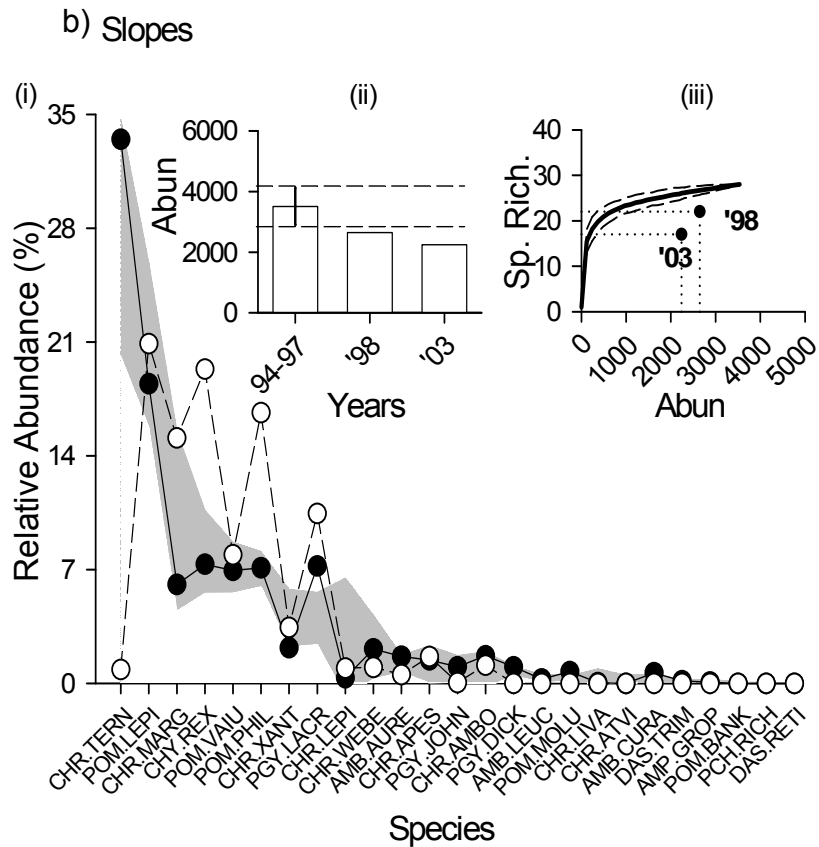 b) Slopes
(i)
(ii)
(iii)
35
28
21
14
7
0
Relative Abundance (%)
6000
4000
2000
0
Abun
94-97
'98
'03
Years
40
30
20
10
0
Sp. Rich.
'98
'03
0
1000
2000
3000
4000
5000
Abun
CHR.TERN
POM.LEPI
CHR.MARG
CHY.REX
POM.VAIU
POM.PHIL
CHR.XANT
PGY.LACR
CHR.LEPI
CHR.WEBE
AMB.AURE
CHR.APES
PGY.JOHN
CHR.AMBO
PGY.DICK
AMB.LEUC
POM.MOLU
CHR.LIVA
CHR.ATVI
AMB.CURA
DAS.TRIM
AMP.GROP
POM.BANK
PCH.RICH
DAS.RETI
Species